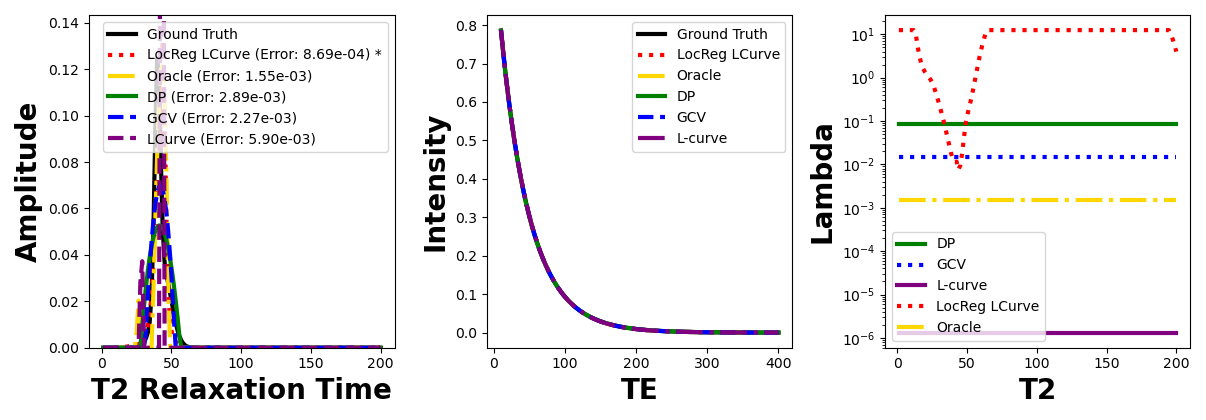 0.14
0.12
0.10
0.08
0.06
0.04
0.02
0.00
Amplitude
Ground Truth
LocReg LCurve (Error: 8.69e-04) *
Oracle (Error: 1.55e-03)
DP (Error: 2.89e-03)
GCV (Error: 2.27e-03)
LCurve (Error: 5.90e-03)
0 50 100 150 200
T2 Relaxation Time
0.8
0.7
0.6
0.5
0.4
0.3
0.2
0.1
0.0
Intensity
Ground Truth
LocReg LCurve
Oracle
DP
GCV
L-curve
0 100 200 300 400
TE
10¹
10⁰
10⁻¹
10⁻²
10⁻³
10⁻⁴
10⁻⁵
10⁻⁶
Lambda
DP
GCV
L-curve
LocReg LCurve
Oracle
0 50 100 150 200
T2